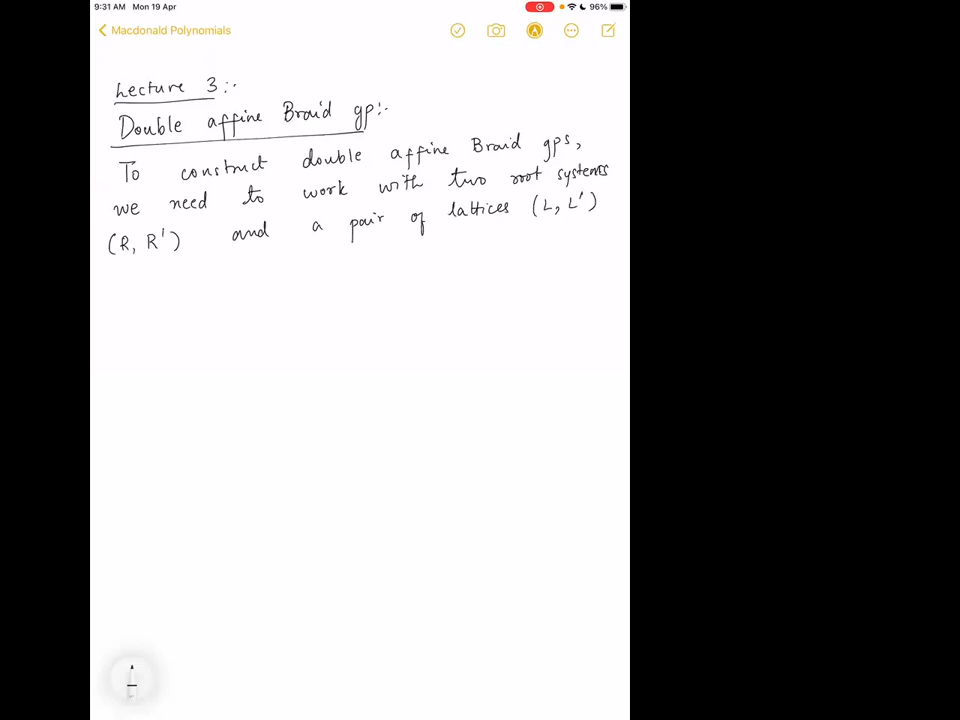 9:31 AM Mon 19 Apr
96%
Macdonald Polynomials
Lecture 3:-
Double affine Braid gp:-
To construct double affine Braid gps,
we need to work with two root systems
(R, R') and a pair of lattices (L, L')